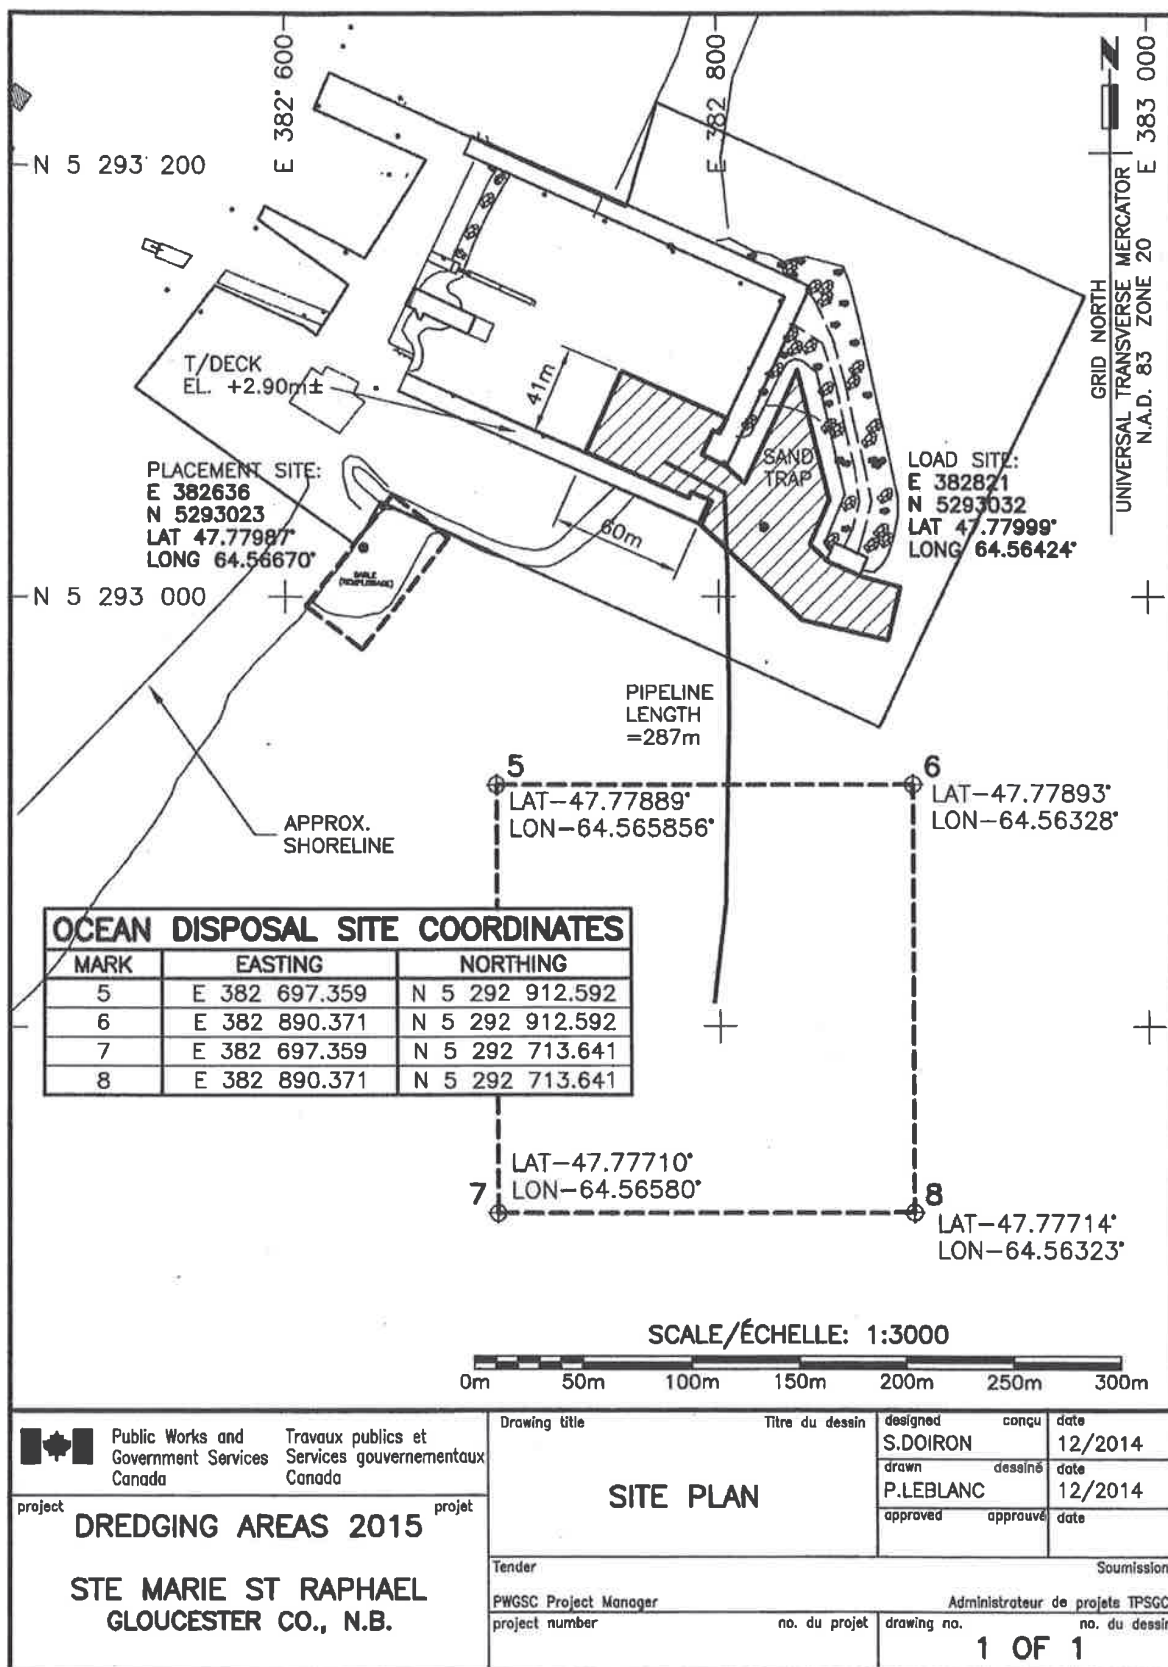 E 382 600
E 382 800
E 383 000
N 5 293 200
N
GRID NORTH
UNIVERSAL TRANSVERSE MERCATOR
N.A.D. 83 ZONE 20
T/DECK
EL. +2.90m±
41m
60m
SAND
TRAP
PLACEMENT SITE:
E 382636
N 5293023
LAT 47.77987°
LONG 64.56670°
LOAD SITE:
E 382821
N 5293032
LAT 47.77999°
LONG 64.56424°
SABLE
N 5 293 000
PIPELINE
LENGTH
=287m
5
LAT-47.77889°
LON-64.565856°
6
LAT-47.77893°
LON-64.56328°
APPROX.
SHORELINE
OCEAN DISPOSAL SITE COORDINATES
MARK EASTING NORTHING
5 E 382 697.359 N 5 292 912.592
6 E 382 890.371 N 5 292 912.592
7 E 382 697.359 N 5 292 713.641
8 E 382 890.371 N 5 292 713.641
LAT-47.77710°
LON-64.56580°
7
8
LAT-47.77714°
LON-64.56323°
SCALE/ÉCHELLE: 1:3000
0m 50m 100m 150m 200m 250m 300m
Public Works and
Government Services
Canada
Travaux publics et
Services gouvernementaux
Canada
project projet
DREDGING AREAS 2015
STE MARIE ST RAPHAEL
GLOUCESTER CO., N.B.
Drawing title Titre du dessin
SITE PLAN
designed conçu date
S.DOIRON 12/2014
drawn dessiné date
P.LEBLANC 12/2014
approved approuvé date
Tender Soumission
PWGSC Project Manager Administrateur de projets TPSGC
project number no. du projet
drawing no. no. du dessin
1 OF 1